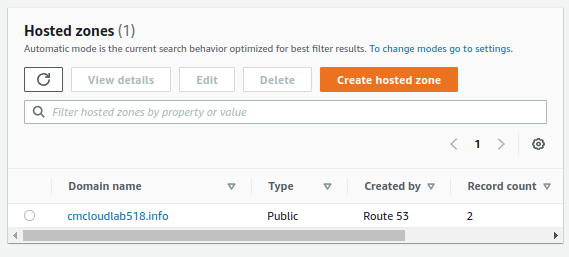 Hosted zones (1)
Automatic mode is the current search behavior optimized for best filter results. To change modes go to settings.
View details Edit Delete Create hosted zone
Filter hosted zones by property or value
1
Domain name Type Created by Record count
cmcloudlab518.info Public Route 53 2